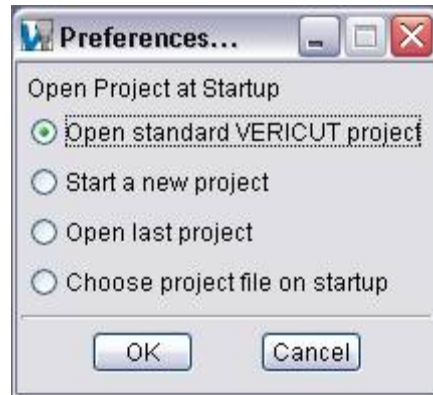 Preferences...
Open Project at Startup
Open standard VERICUT project
Start a new project
Open last project
Choose project file on startup
OK Cancel